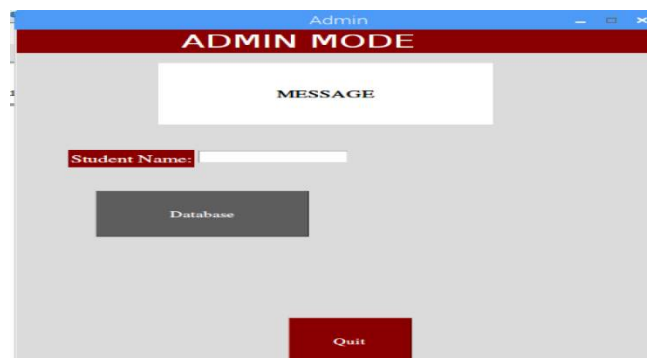 Admin
ADMIN MODE
MESSAGE
Student Name:
Database
Quit